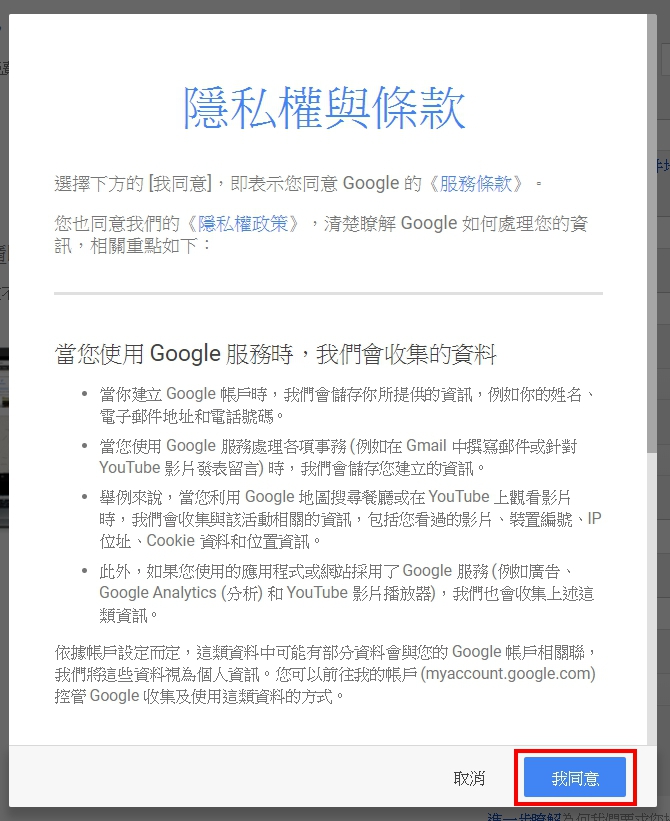 隱私權與條款
選擇下方的 [我同意]，即表示您同意 Google 的《服務條款》。
您也同意我們的《隱私權政策》，清楚瞭解 Google 如何處理您的資
訊，相關重點如下：
當您使用 Google 服務時，我們會收集的資料
• 當你建立 Google 帳戶時，我們會儲存你所提供的資訊，例如你的姓名、
電子郵件地址和電話號碼。
• 當您使用 Google 服務處理各項事務 (例如在 Gmail 中撰寫郵件或針對
YouTube 影片發表留言) 時，我們會儲存您建立的資訊。
• 舉例來說，當您利用 Google 地圖搜尋餐廳或在 YouTube 上觀看影片
時，我們會收集與該活動相關的資訊，包括您看過的影片、裝置編號、IP
位址、Cookie 資料和位置資訊。
• 此外，如果您使用的應用程式或網站採用了 Google 服務 (例如廣告、
Google Analytics (分析) 和 YouTube 影片播放器)，我們也會收集上述這
類資訊。
依據帳戶設定而定，這類資料中可能有部分資料會與您的 Google 帳戶相關聯，
我們將這些資料視為個人資訊。您可以前往我的帳戶 (myaccount.google.com)
控管 Google 收集及使用這類資料的方式。
取消
我同意
進一步瞭解為何我們要求您